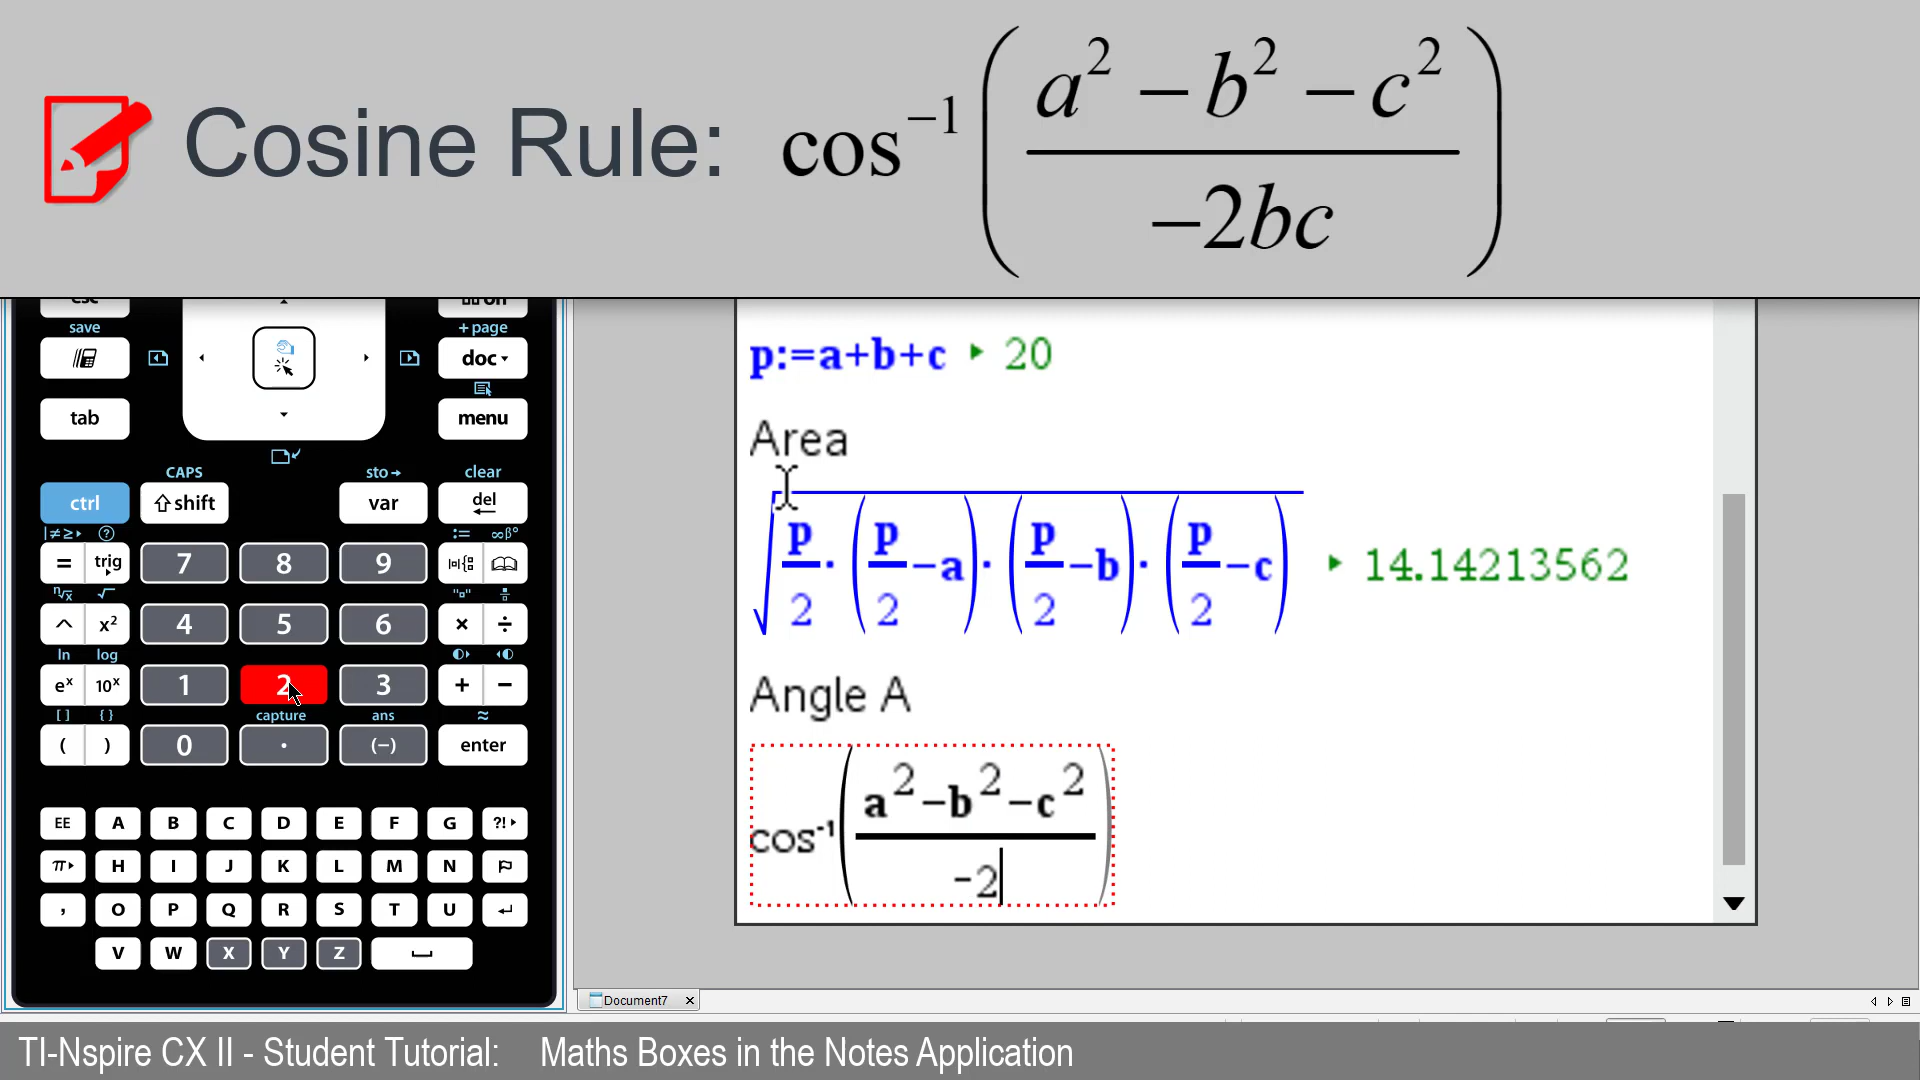 Cosine Rule: cos⁻¹((a² − b² − c²)/(−2bc))
save + page
doc
tab menu
p:=a+b+c ▸ 20
Area
√(p/2·(p/2−a)·(p/2−b)·(p/2−c)) ▸ 14.14213562
Angle A
cos⁻¹((a²−b²−c²)/(-2
CAPS sto→ clear
ctrl ⇧shift var del
|≠≥▸ ? := ∞β°
= trig 7 8 9
ⁿ√x √ "▫"
^ x² 4 5 6 × ÷
ln log
eˣ 10ˣ 1 2 3 + −
[ ] { } capture ans ≈
( ) 0 . (−) enter
EE A B C D E F G ?!▸
π▸ H I J K L M N
, O P Q R S T U ↵
V W X Y Z
Document7
TI-Nspire CX II - Student Tutorial: Maths Boxes in the Notes Application